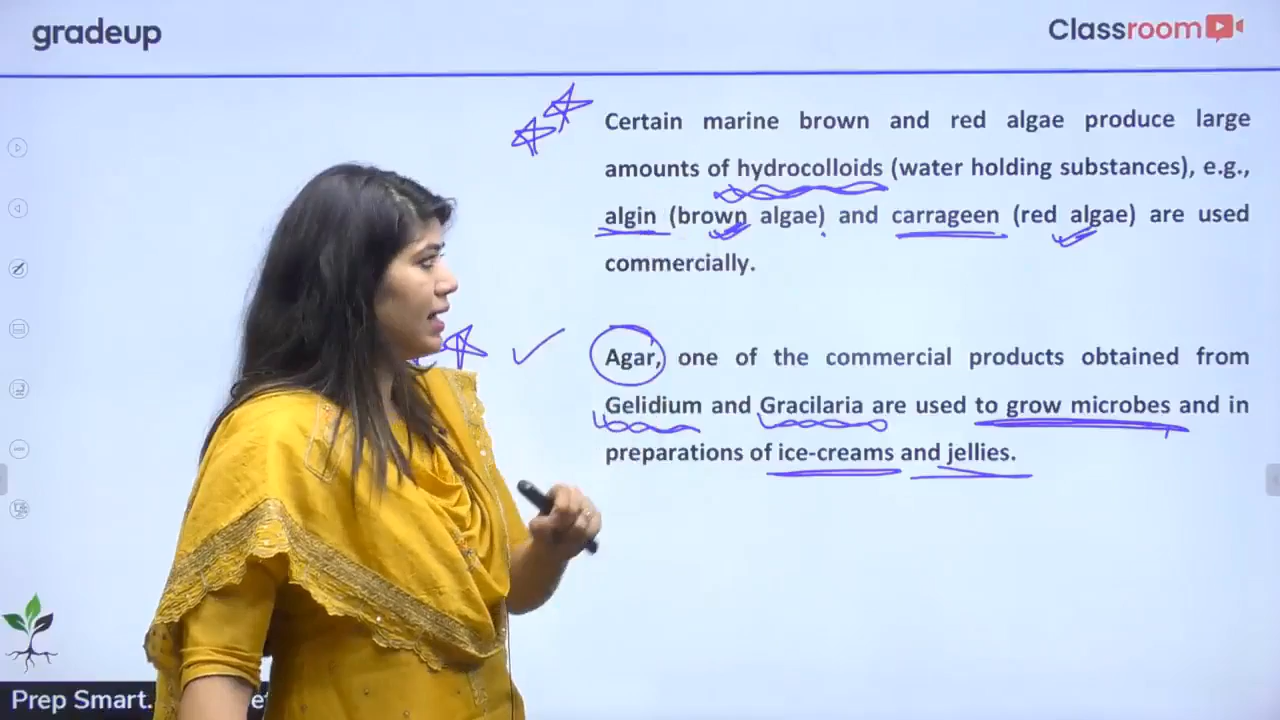 gradeup
Classroom
Certain marine brown and red algae produce large
amounts of hydrocolloids (water holding substances), e.g.,
algin (brown algae) and carrageen (red algae) are used
commercially.
Agar, one of the commercial products obtained from
Gelidium and Gracilaria are used to grow microbes and in
preparations of ice-creams and jellies.
Prep Smart.